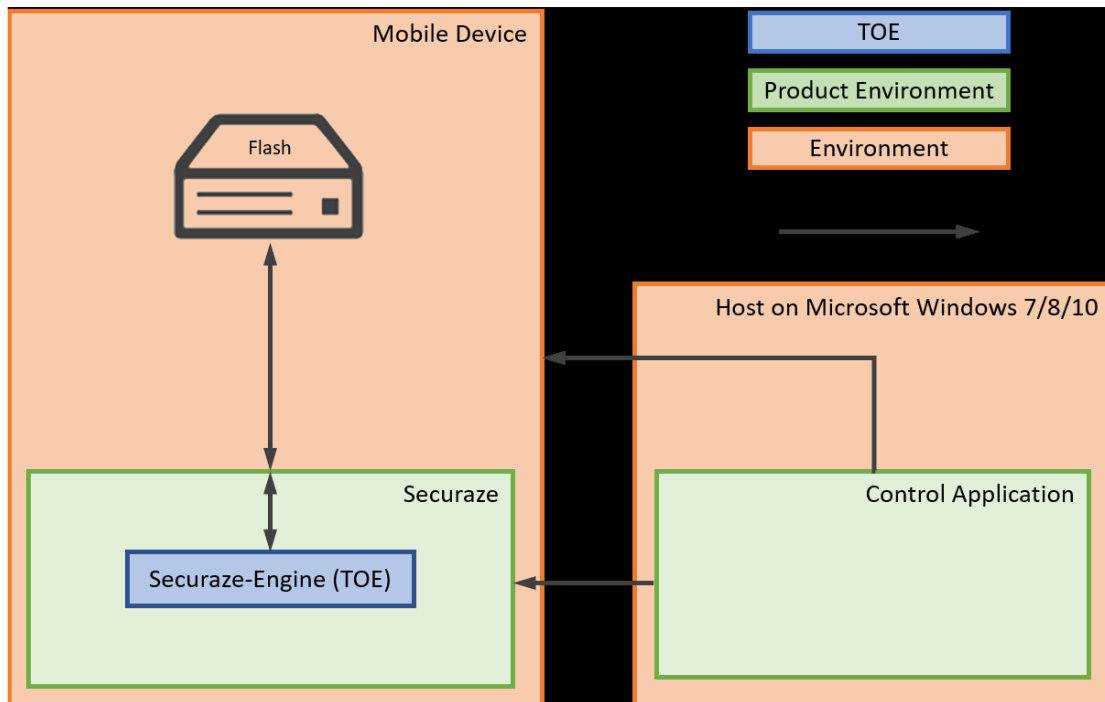 Mobile Device
TOE
Product Environment
Environment
Flash
Host on Microsoft Windows 7/8/10
Securaze
Control Application
Securaze-Engine (TOE)